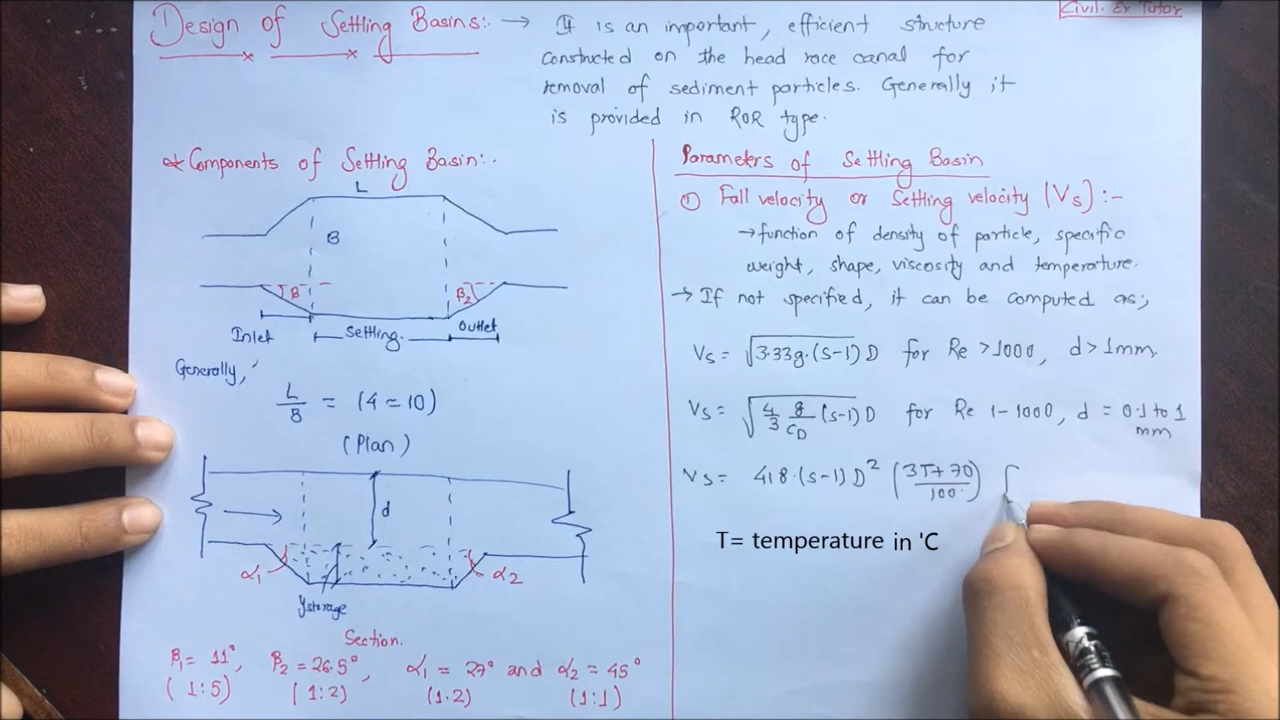 Design of Settling Basins:- → It is an important, efficient structure
constructed on the head race canal for
removal of sediment particles. Generally it
is provided in ROR type.
Civil Er Tutor
* Components of Settling Basin:-
L
B
B
B2
Inlet
Settling.
Outlet
Generally,
L/B = (4 = 10)
(Plan)
d
α1
α2
Ystorage
Section.
β1 = 11°, β2 = 26.5°, α1 = 27° and α2 = 45°
(1:5) (1:2) (1:2) (1:1)
Parameters of Settling Basin
① Fall velocity or Settling velocity (Vs) :-
→ function of density of particle, specific
weight, shape, viscosity and temperature.
→ If not specified, it can be computed as;
Vs = √3.33g.(S-1)D for Re >1000, d > 1mm.
Vs = √4/3 g/CD (S-1)D for Re 1-1000, d = 0.1 to 1
mm
Vs = 418.(S-1)D² (3T+70/100)
T= temperature in 'C